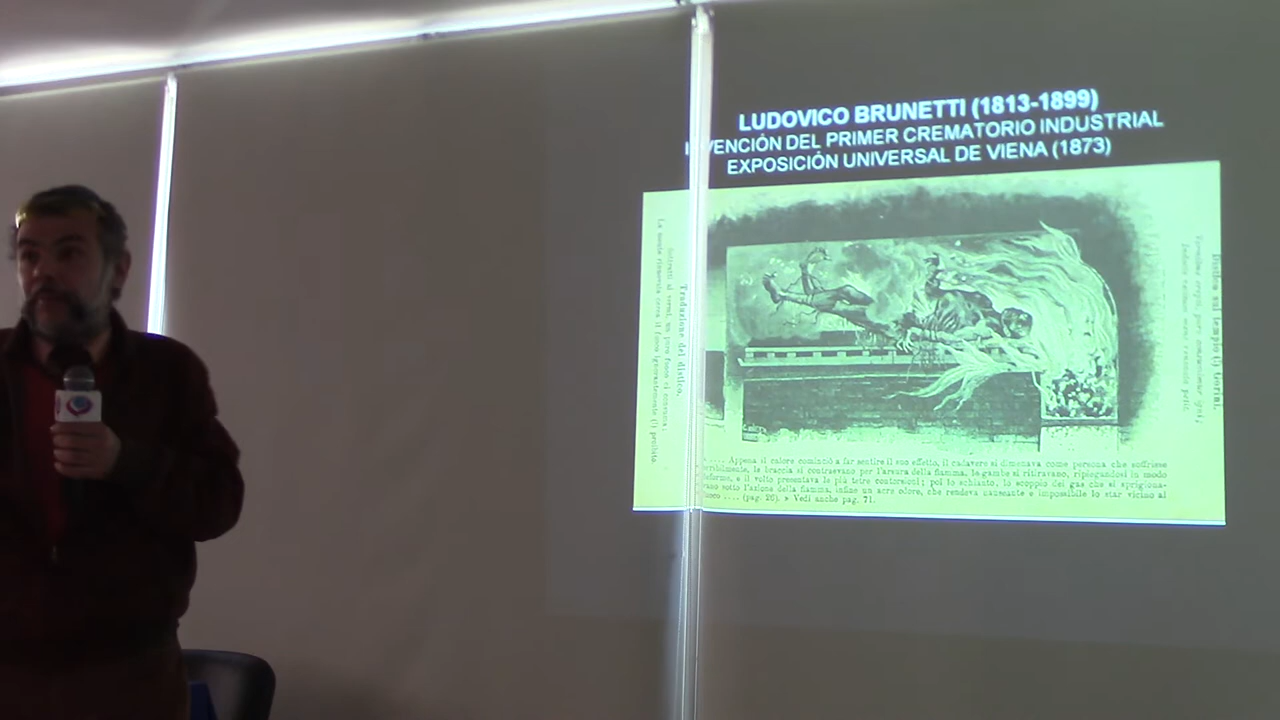 LUDOVICO BRUNETTI (1813-1899)
INVENCIÓN DEL PRIMER CREMATORIO INDUSTRIAL
EXPOSICIÓN UNIVERSAL DE VIENA (1873)
Traduzione del distico.
.... Appena il calore cominciò a far sentire il suo effetto, il cadavere si dimenava come persona che soffrisse
terribilmente, le braccia si contraevano per l'arsura della fiamma, le gambe si ritiravano, ripiegandosi in modo
deforme, e il volto presentava le più tetre contorsioni; poi lo schianto, lo scoppio dei gas che si sprigiona-
vano sotto l'azione della fiamma, infine un acre odore, che rendeva nauseante e impossibile lo star vicino al
fuoco .... (pag. 26). » Vedi anche pag. 71.